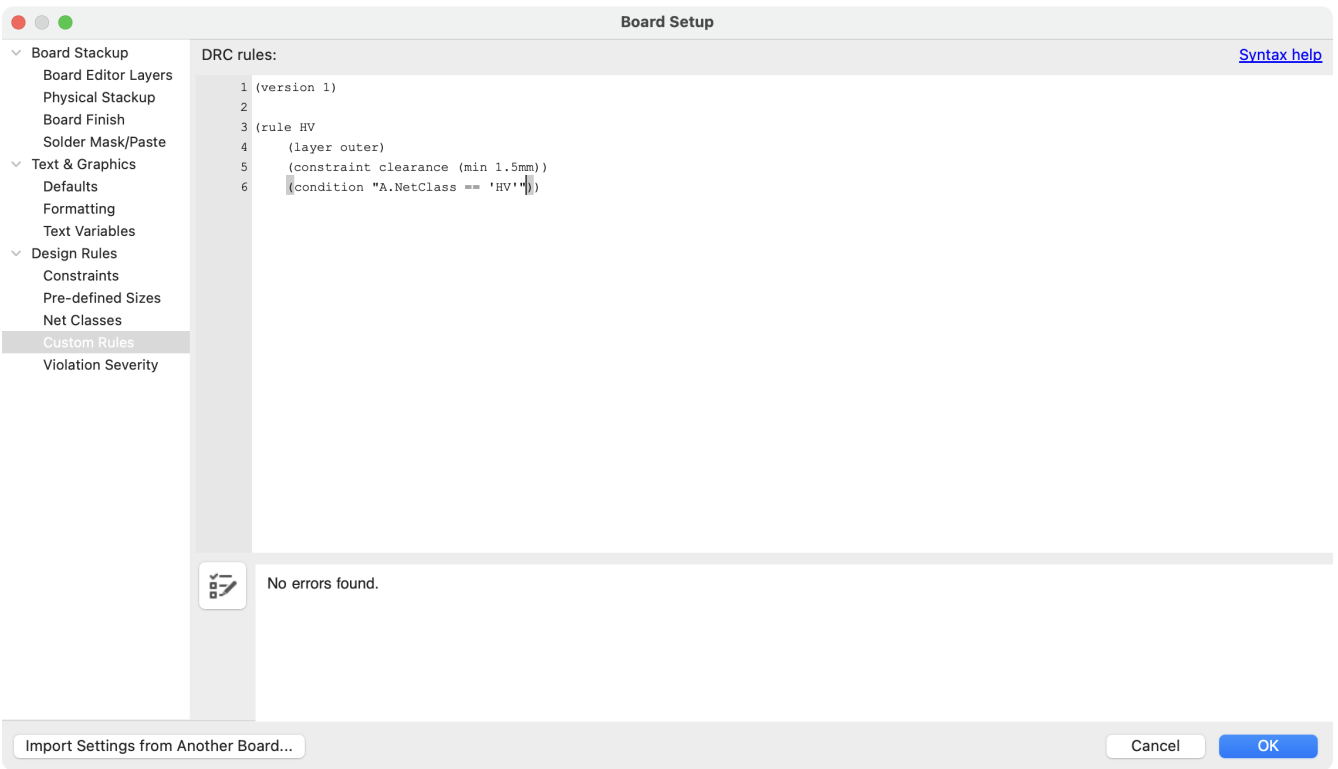 Board Setup
Board Stackup
Board Editor Layers
Physical Stackup
Board Finish
Solder Mask/Paste
Text & Graphics
Defaults
Formatting
Text Variables
Design Rules
Constraints
Pre-defined Sizes
Net Classes
Custom Rules
Violation Severity
DRC rules:
Syntax help
1 (version 1)
2
3 (rule HV
4 (layer outer)
5 (constraint clearance (min 1.5mm))
6 (condition "A.NetClass == 'HV'"))
No errors found.
Import Settings from Another Board...
Cancel
OK